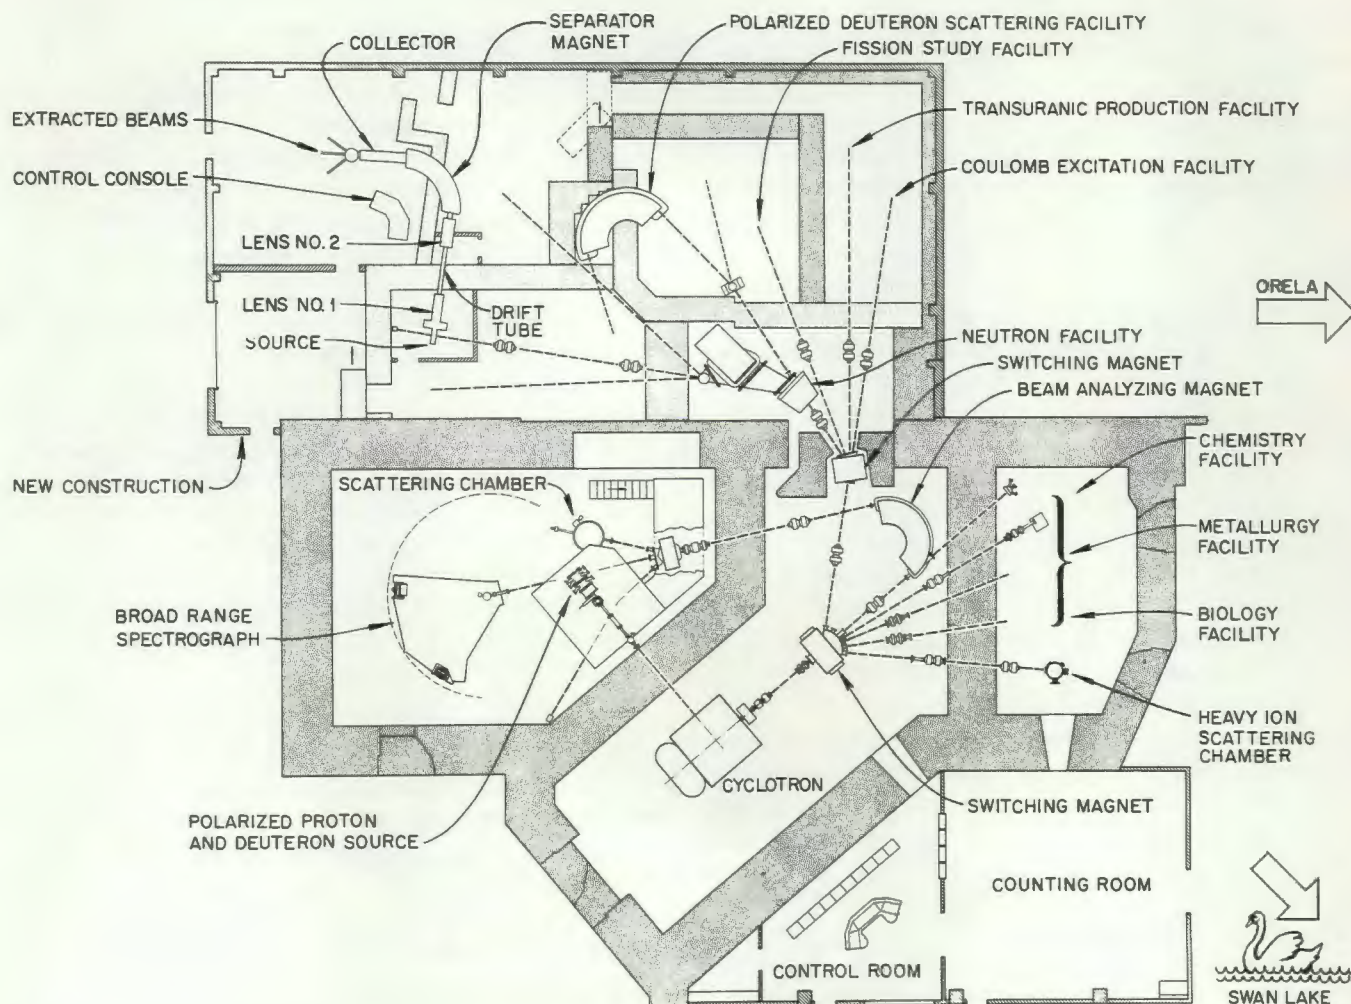 POLARIZED DEUTERON SCATTERING FACILITY
SEPARATOR
MAGNET
COLLECTOR
FISSION STUDY FACILITY
EXTRACTED BEAMS
TRANSURANIC PRODUCTION FACILITY
CONTROL CONSOLE
COULOMB EXCITATION FACILITY
LENS NO. 2
LENS NO. 1
DRIFT
TUBE
SOURCE
ORELA
NEUTRON FACILITY
SWITCHING MAGNET
BEAM ANALYZING MAGNET
NEW CONSTRUCTION
SCATTERING CHAMBER
CHEMISTRY
FACILITY
METALLURGY
FACILITY
BIOLOGY
FACILITY
BROAD RANGE
SPECTROGRAPH
HEAVY ION
SCATTERING
CHAMBER
CYCLOTRON
SWITCHING MAGNET
POLARIZED PROTON
AND DEUTERON SOURCE
COUNTING ROOM
CONTROL ROOM
SWAN LAKE